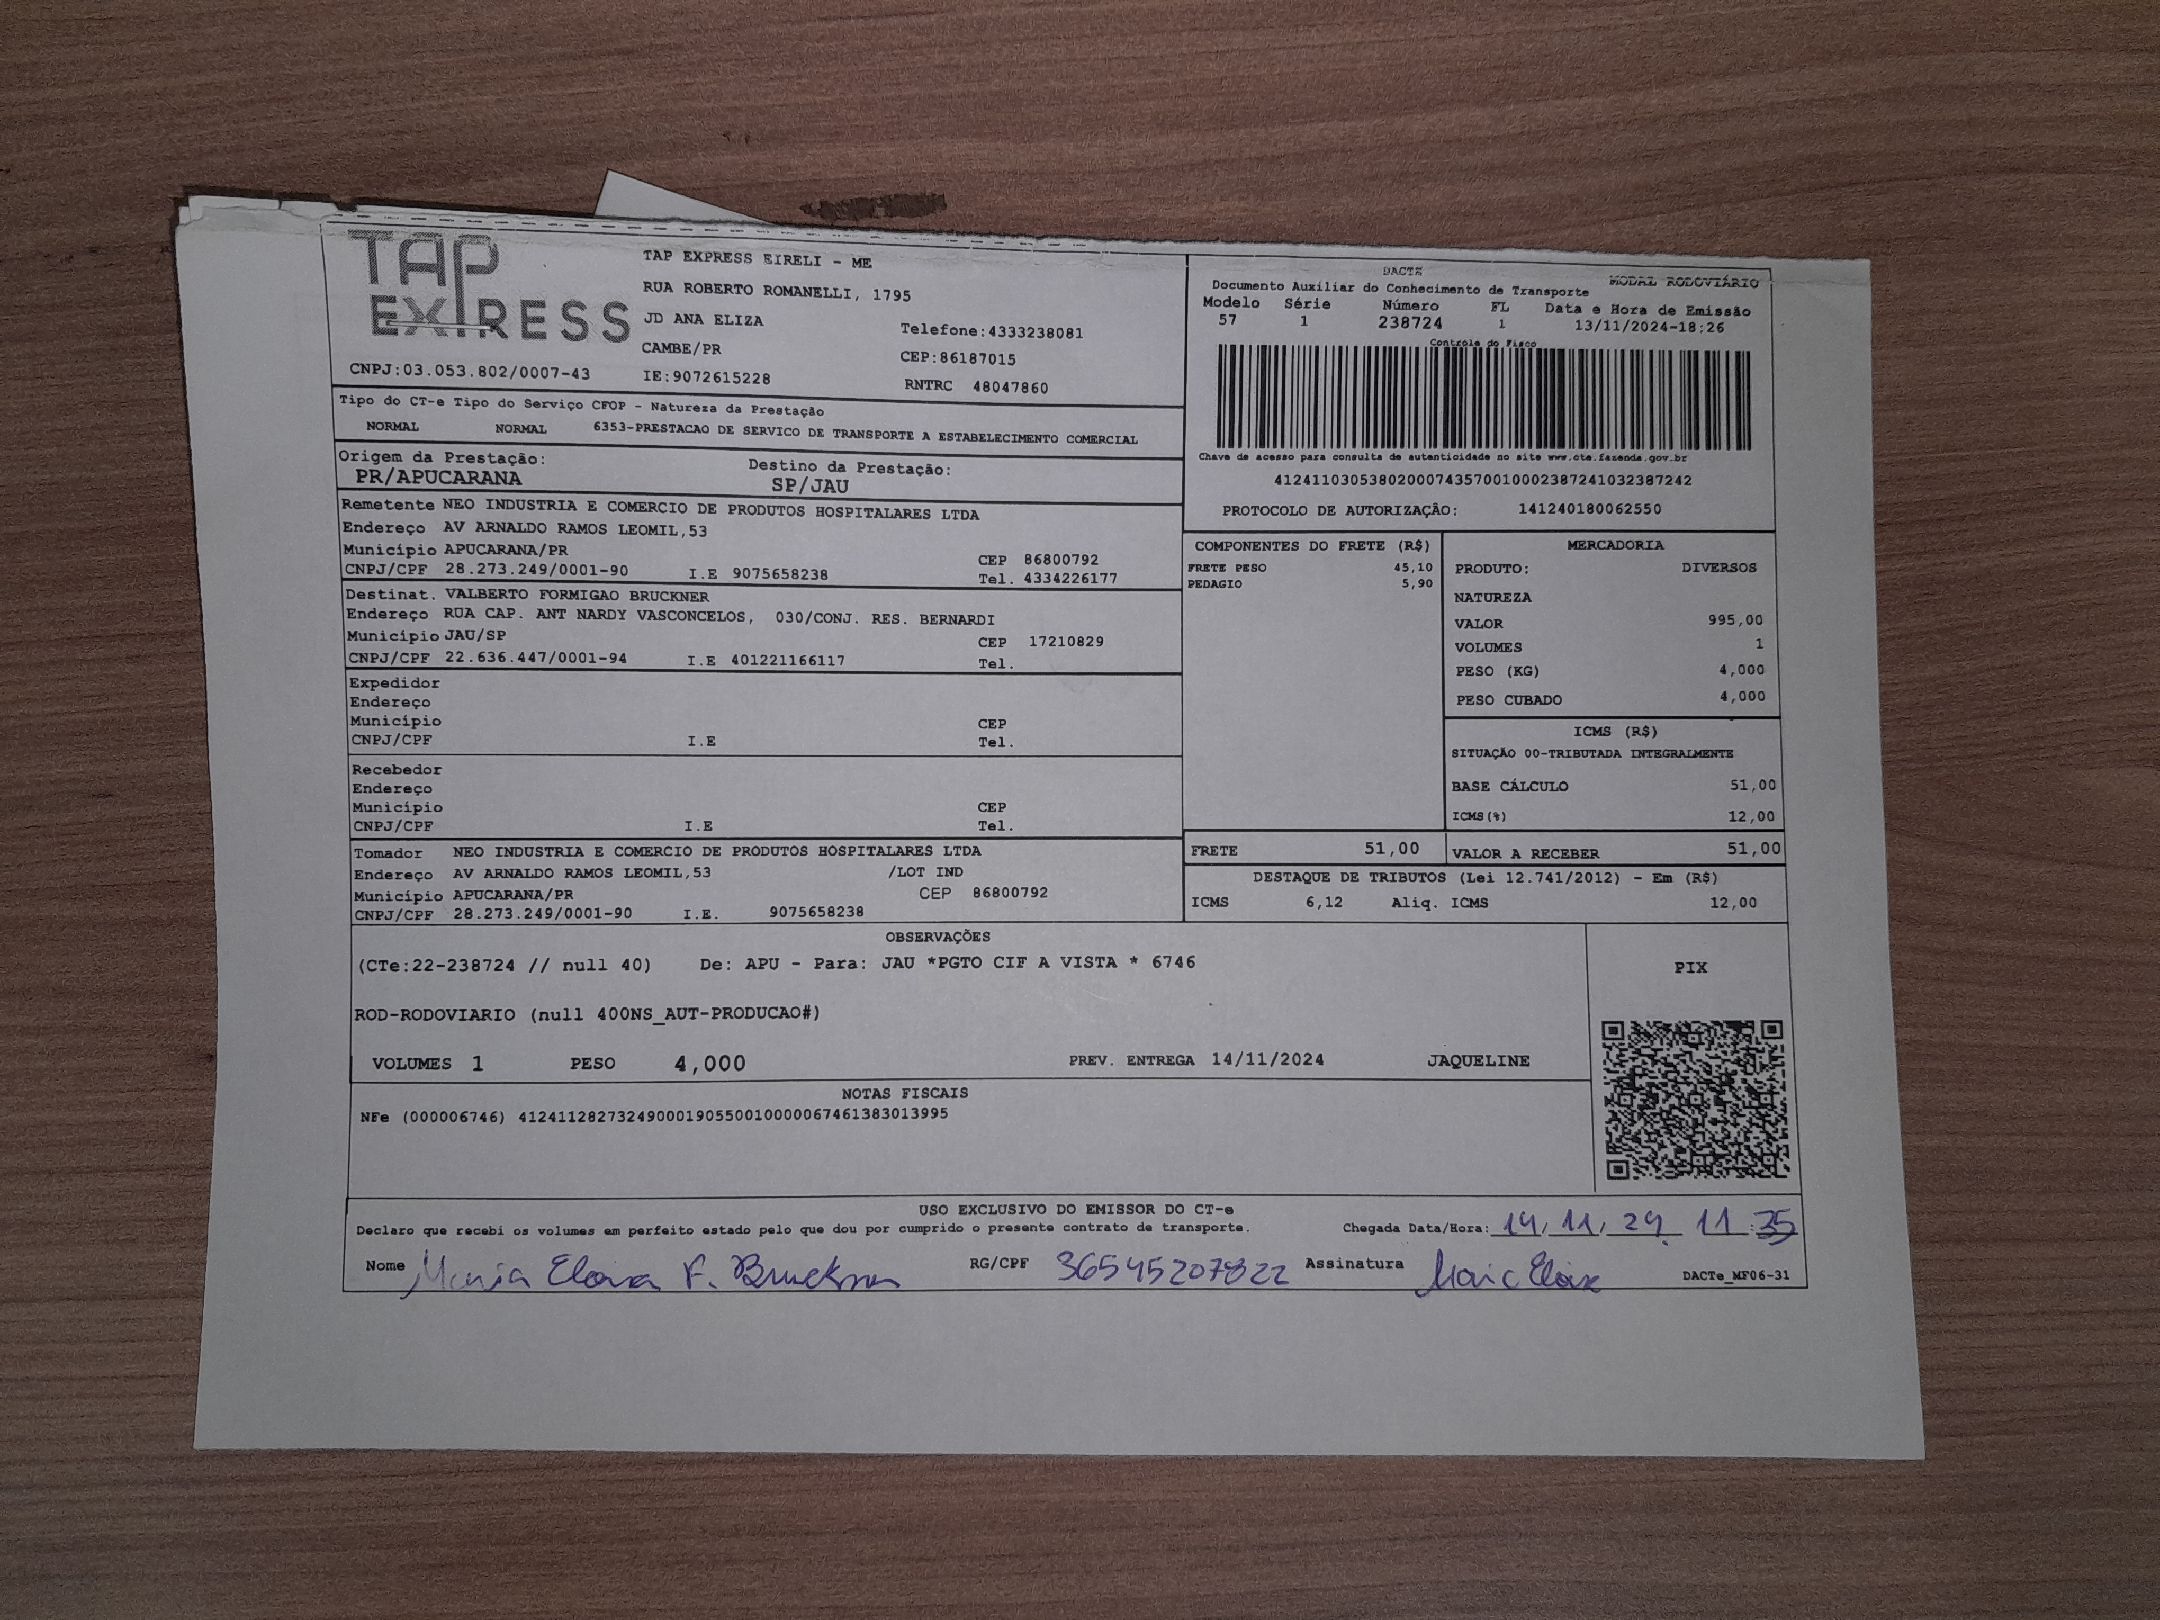 TAP
EXPRESS
CNPJ:03.053.802/0007-43
TAP EXPRESS EIRELI - ME
RUA ROBERTO ROMANELLI, 1795
JD ANA ELIZA
CAMBE/PR
IE:9072615228
Telefone:4333238081
CEP:86187015
RNTRC 48047860
DACTE
MODAL RODOVIÁRIO
Documento Auxiliar do Conhecimento de Transporte
Modelo Série Número FL Data e Hora de Emissão
57 1 238724 1 13/11/2024-18:26
Controle do Fisco
Chave de acesso para consulta de autenticidade no site www.cte.fazenda.gov.br
41241103053802000743570010002387241032387242
PROTOCOLO DE AUTORIZAÇÃO: 141240180062550
Tipo do CT-e Tipo do Serviço CFOP - Natureza da Prestação
NORMAL NORMAL 6353-PRESTACAO DE SERVICO DE TRANSPORTE A ESTABELECIMENTO COMERCIAL
Origem da Prestação: Destino da Prestação:
PR/APUCARANA SP/JAU
Remetente NEO INDUSTRIA E COMERCIO DE PRODUTOS HOSPITALARES LTDA
Endereço AV ARNALDO RAMOS LEOMIL,53
Município APUCARANA/PR CEP 86800792
CNPJ/CPF 28.273.249/0001-90 I.E 9075658238 Tel. 4334226177
Destinat. VALBERTO FORMIGAO BRUCKNER
Endereço RUA CAP. ANT NARDY VASCONCELOS, 030/CONJ. RES. BERNARDI
Município JAU/SP CEP 17210829
CNPJ/CPF 22.636.447/0001-94 I.E 401221166117 Tel.
Expedidor
Endereço
Município CEP
CNPJ/CPF I.E Tel.
Recebedor
Endereço
Município CEP
CNPJ/CPF I.E Tel.
Tomador NEO INDUSTRIA E COMERCIO DE PRODUTOS HOSPITALARES LTDA
Endereço AV ARNALDO RAMOS LEOMIL,53 /LOT IND
Município APUCARANA/PR CEP 86800792
CNPJ/CPF 28.273.249/0001-90 I.E. 9075658238
COMPONENTES DO FRETE (R$)
FRETE PESO 45,10
PEDAGIO 5,90
MERCADORIA
PRODUTO: DIVERSOS
NATUREZA
VALOR 995,00
VOLUMES 1
PESO (KG) 4,000
PESO CUBADO 4,000
ICMS (R$)
SITUAÇÃO 00-TRIBUTADA INTEGRALMENTE
BASE CÁLCULO 51,00
ICMS(%) 12,00
FRETE 51,00 VALOR A RECEBER 51,00
DESTAQUE DE TRIBUTOS (Lei 12.741/2012) - Em (R$)
ICMS 6,12 Aliq. ICMS 12,00
OBSERVAÇÕES
(CTe:22-238724 // null 40) De: APU - Para: JAU *PGTO CIF A VISTA * 6746
ROD-RODOVIARIO (null 400NS_AUT-PRODUCAO#)
VOLUMES 1 PESO 4,000 PREV. ENTREGA 14/11/2024 JAQUELINE
PIX
NOTAS FISCAIS
NFe (000006746) 41241128273249000190550010000067461383013995
USO EXCLUSIVO DO EMISSOR DO CT-e
Declaro que recebi os volumes em perfeito estado pelo que dou por cumprido o presente contrato de transporte. Chegada Data/Hora: 14/11/24 11:35
Nome Maria Eloisa F. Bruckner RG/CPF 36545207822 Assinatura Maria Eloisa DACTe_MF06-31